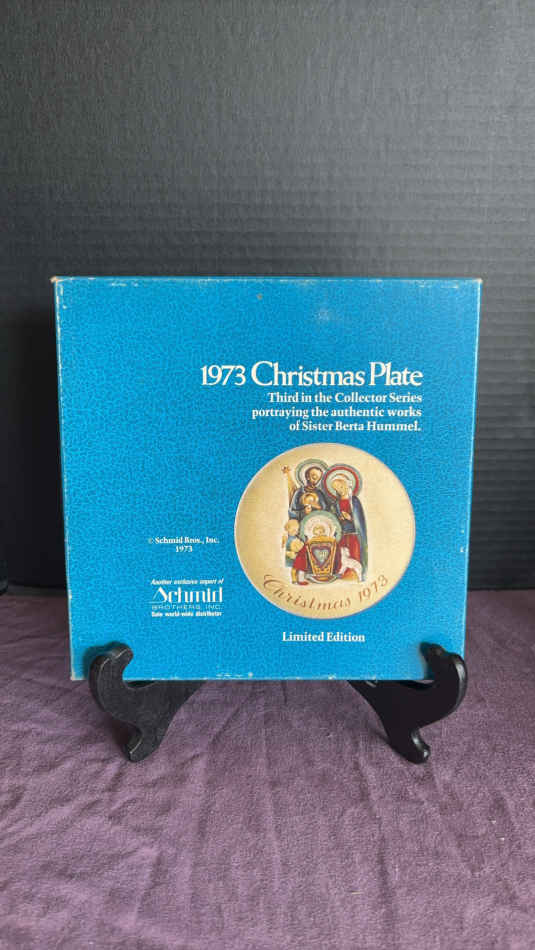 1973 Christmas Plate
Third in the Collector Series
portraying the authentic works
of Sister Berta Hummel.
© Schmid Bros., Inc.
1973
Another exclusive import of
Schmid
BROTHERS, INC.
Sole world-wide distributor
Christmas 1973
Limited Edition